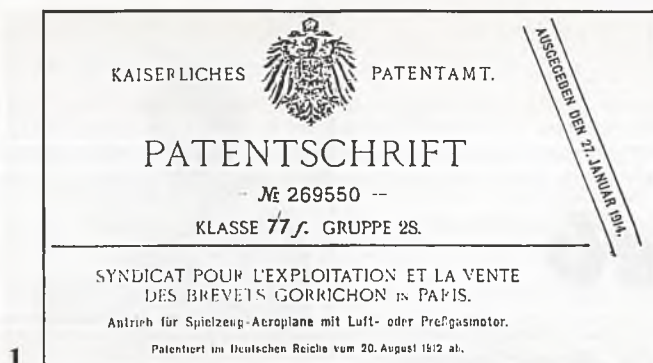 KAISERLICHES PATENTAMT.
PATENTSCHRIFT
- № 269550 --
KLASSE 77f. GRUPPE 28.
AUSGEGEBEN DEN 27. JANUAR 1914.
SYNDICAT POUR L'EXPLOITATION ET LA VENTE
DES BREVETS GORRICHON IN PARIS.
Antrieb für Spielzeug-Aeroplane mit Luft- oder Preßgasmotor.
Patentiert im Deutschen Reiche vom 20. August 1912 ab.
1